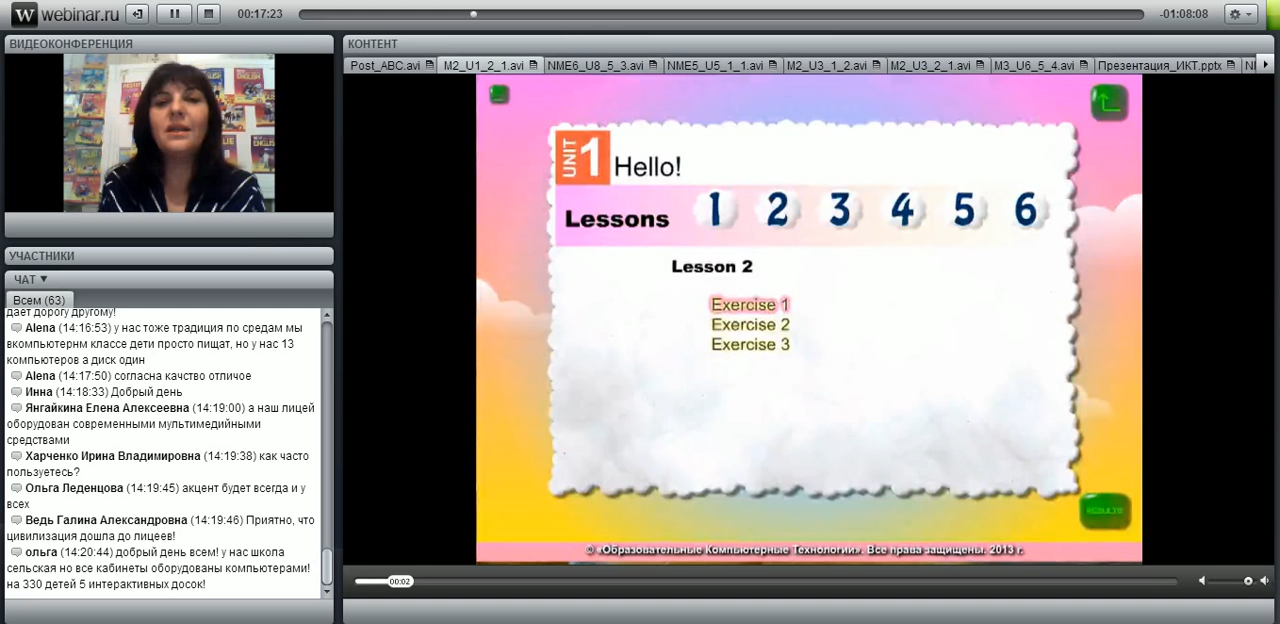 W webinar.ru
00:17:23
-01:08:08
ВИДЕОКОНФЕРЕНЦИЯ
УЧАСТНИКИ
ЧАТ ▼
Всем (63)
дает дорогу другому!
Alena (14:16:53) у нас тоже традиция по средам мы
вкомпьютернм классе дети просто пищат, но у нас 13
компьютеров а диск один
Alena (14:17:50) согласна качство отличое
Инна (14:18:33) Добрый день
Янгайкина Елена Алексеевна (14:19:00) а наш лицей
оборудован современными мультимедийными
средствами
Харченко Ирина Владимировна (14:19:38) как часто
пользуетесь?
Ольга Леденцова (14:19:45) акцент будет всегда и у
всех
Ведь Галина Александровна (14:19:46) Приятно, что
цивилизация дошла до лицеев!
ольга (14:20:44) добрый день всем! у нас школа
сельская но все кабинеты оборудованы компьютерами!
на 330 детей 5 интерактивных досок!
КОНТЕНТ
Post_ABC.avi M2_U1_2_1.avi NME6_U8_5_3.avi NME5_U5_1_1.avi M2_U3_1_2.avi M2_U3_2_1.avi M3_U6_5_4.avi Презентация_ИКТ.pptx
UNIT 1 Hello!
Lessons 1 2 3 4 5 6
Lesson 2
Exercise 1
Exercise 2
Exercise 3
RESULTS
© «Образовательные Компьютерные Технологии». Все права защищены. 2013 г.
00:02